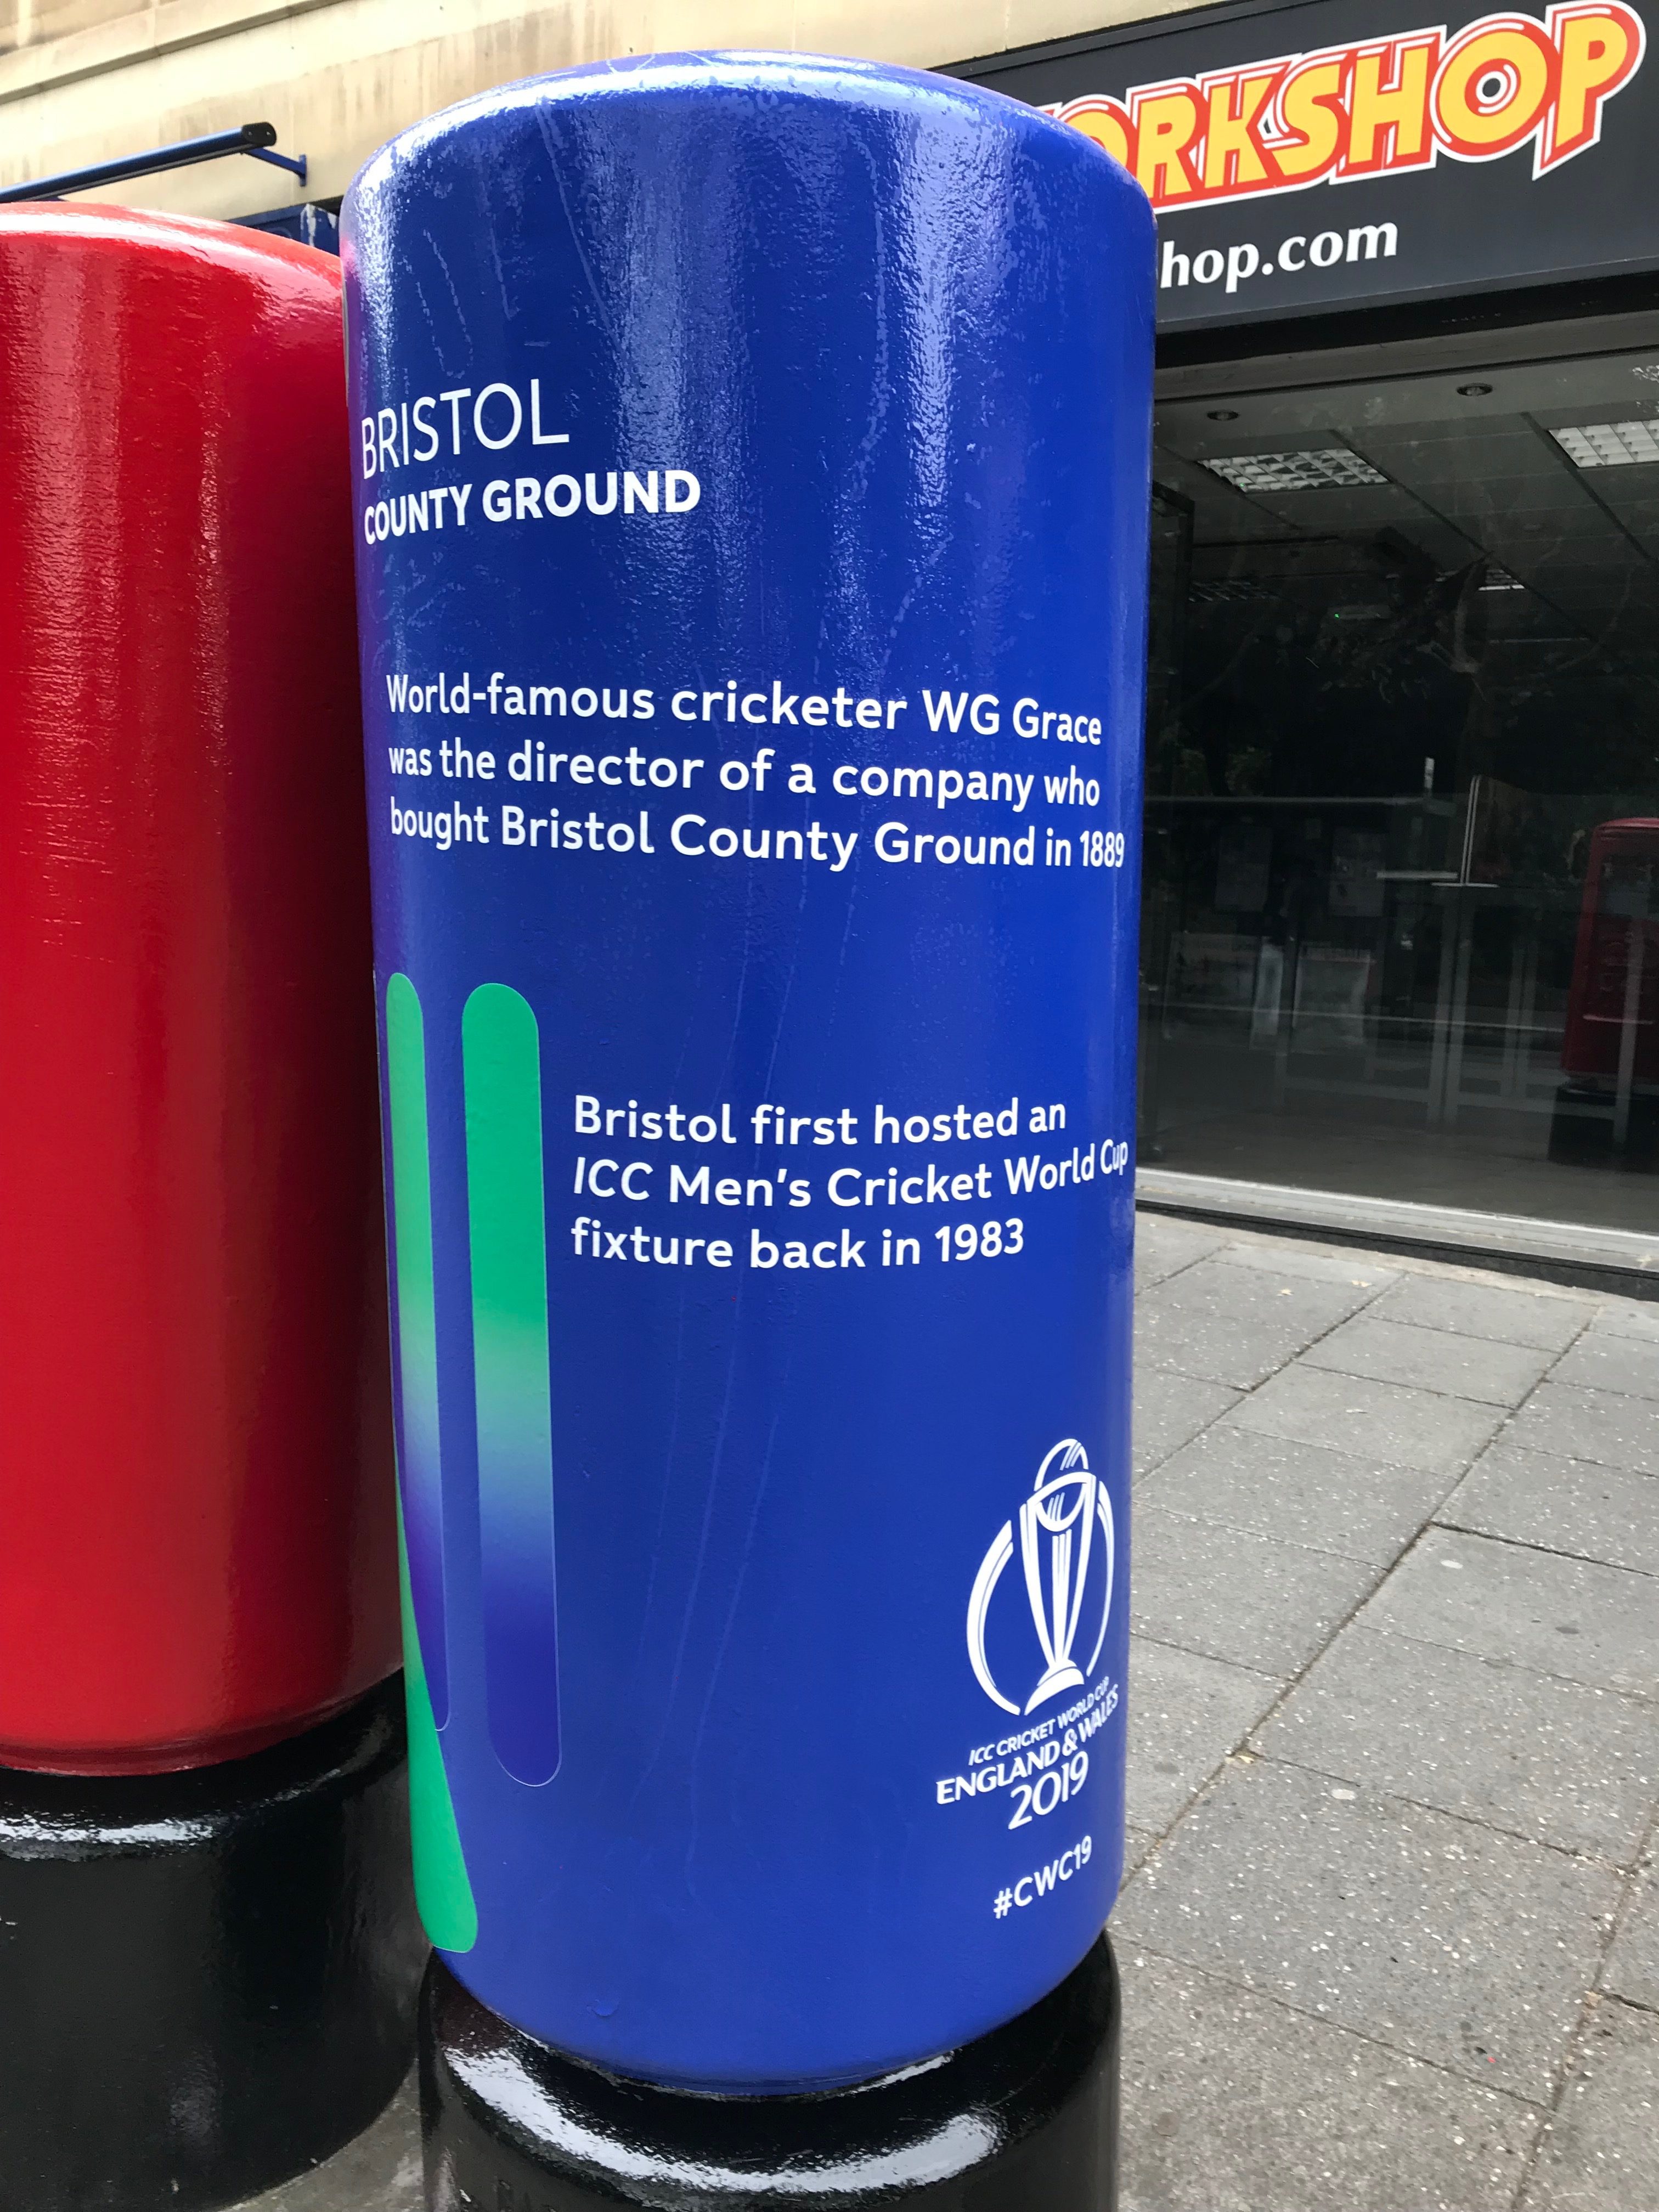 ORKSHOP
hop.com
BRISTOL
COUNTY GROUND
World-famous cricketer WG Grace
was the director of a company who
bought Bristol County Ground in 1889
Bristol first hosted an
ICC Men's Cricket World Cup
fixture back in 1983
ICC CRICKET WORLD CUP
ENGLAND & WALES
2019
#CWC19